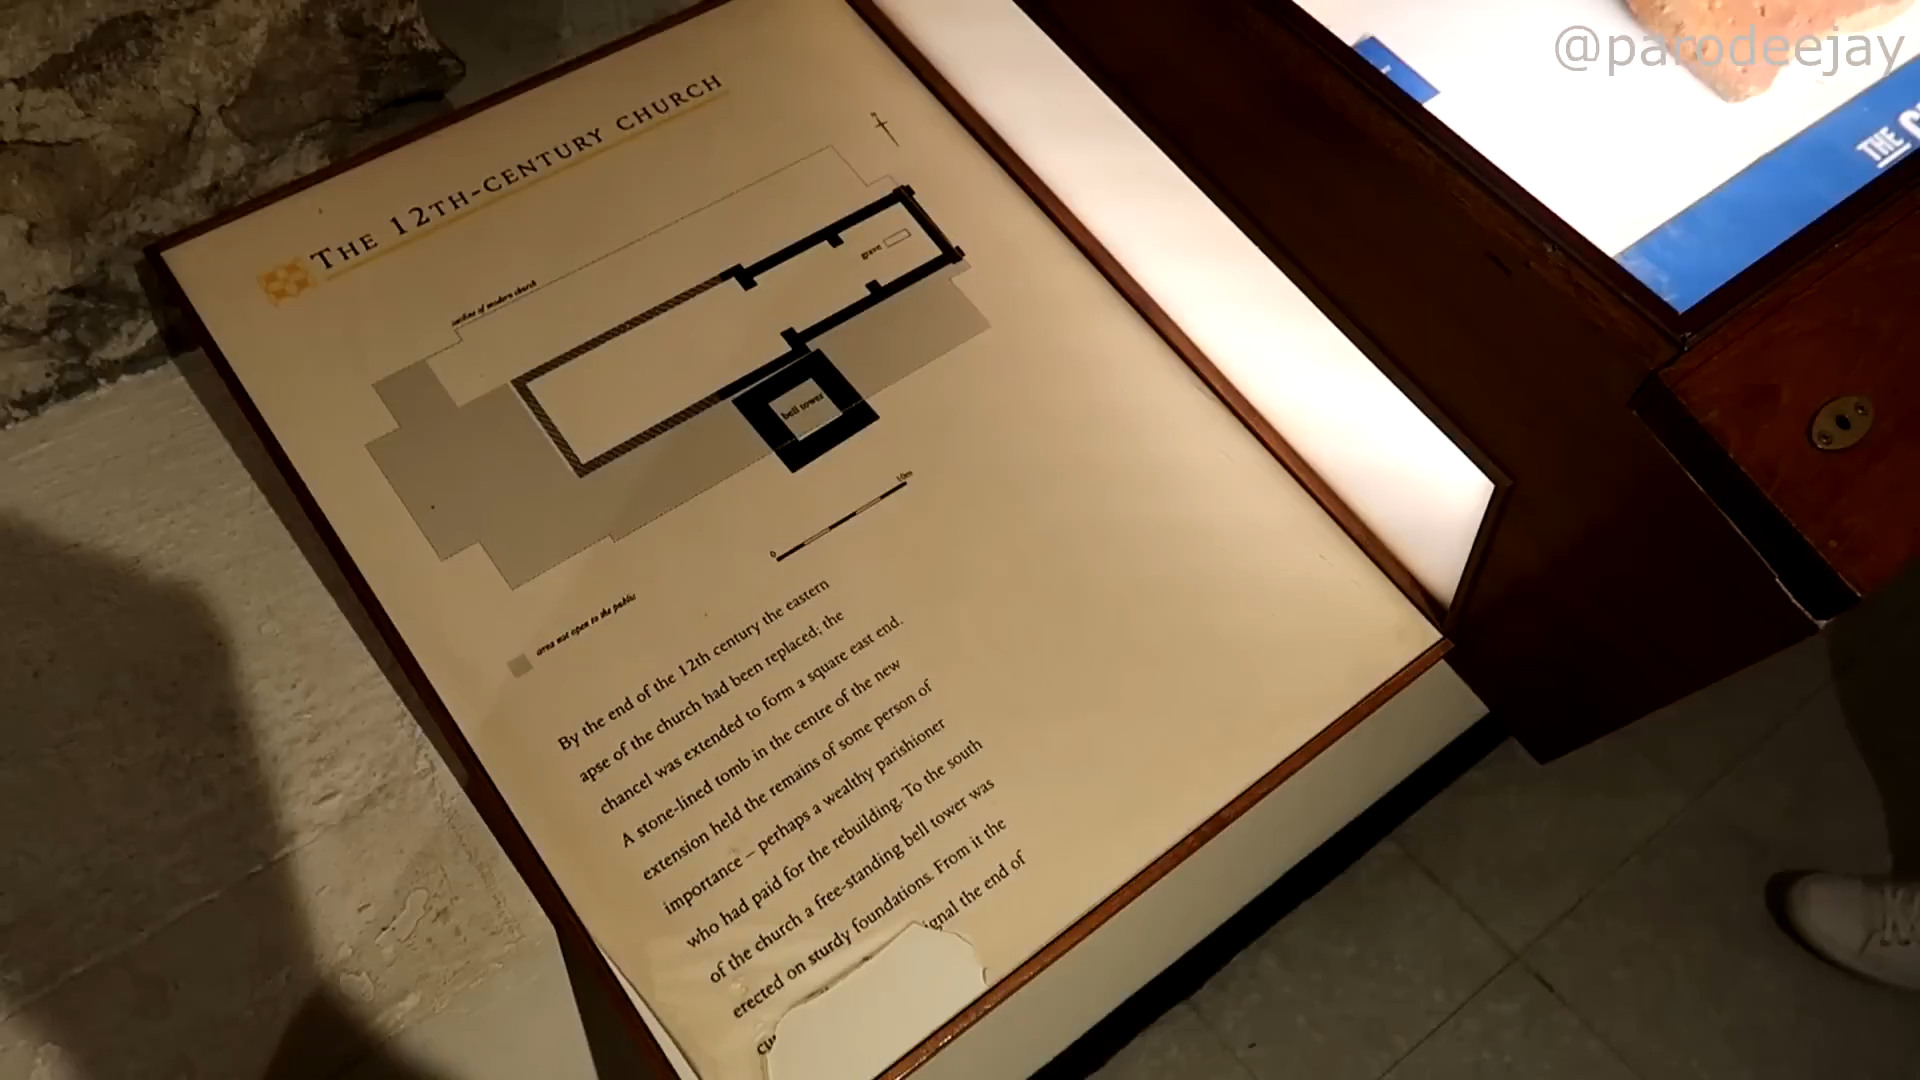 @parodeejay
THE
THE 12TH-CENTURY CHURCH
outline of modern church
grave
bell tower
0 10m
area not open to the public
By the end of the 12th century the eastern
apse of the church had been replaced; the
chancel was extended to form a square east end.
A stone-lined tomb in the centre of the new
extension held the remains of some person of
importance – perhaps a wealthy parishioner
who had paid for the rebuilding. To the south
of the church a free-standing bell tower was
erected on sturdy foundations. From it the
the end of